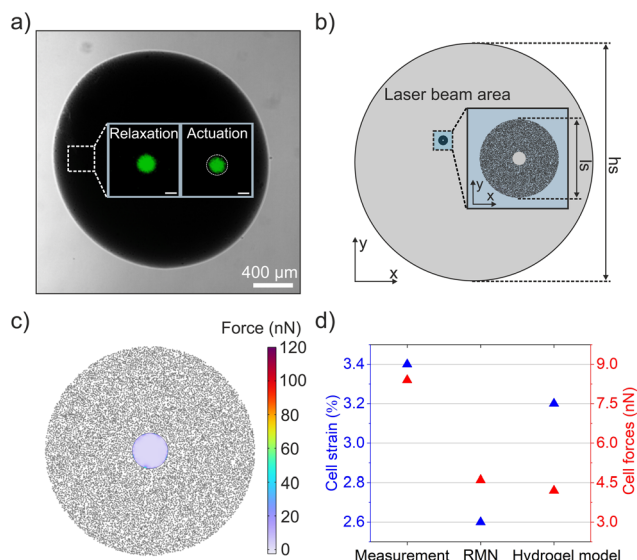 a)
Relaxation
Actuation
400 µm
b)
Laser beam area
y
x
ls
hs
y
x
c)
Force (nN)
120
100
80
60
40
20
0
d)
Cell strain (%)
3.4
3.2
3.0
2.8
2.6
9.0
7.5
6.0
4.5
3.0
Cell forces (nN)
Measurement
RMN
Hydrogel model